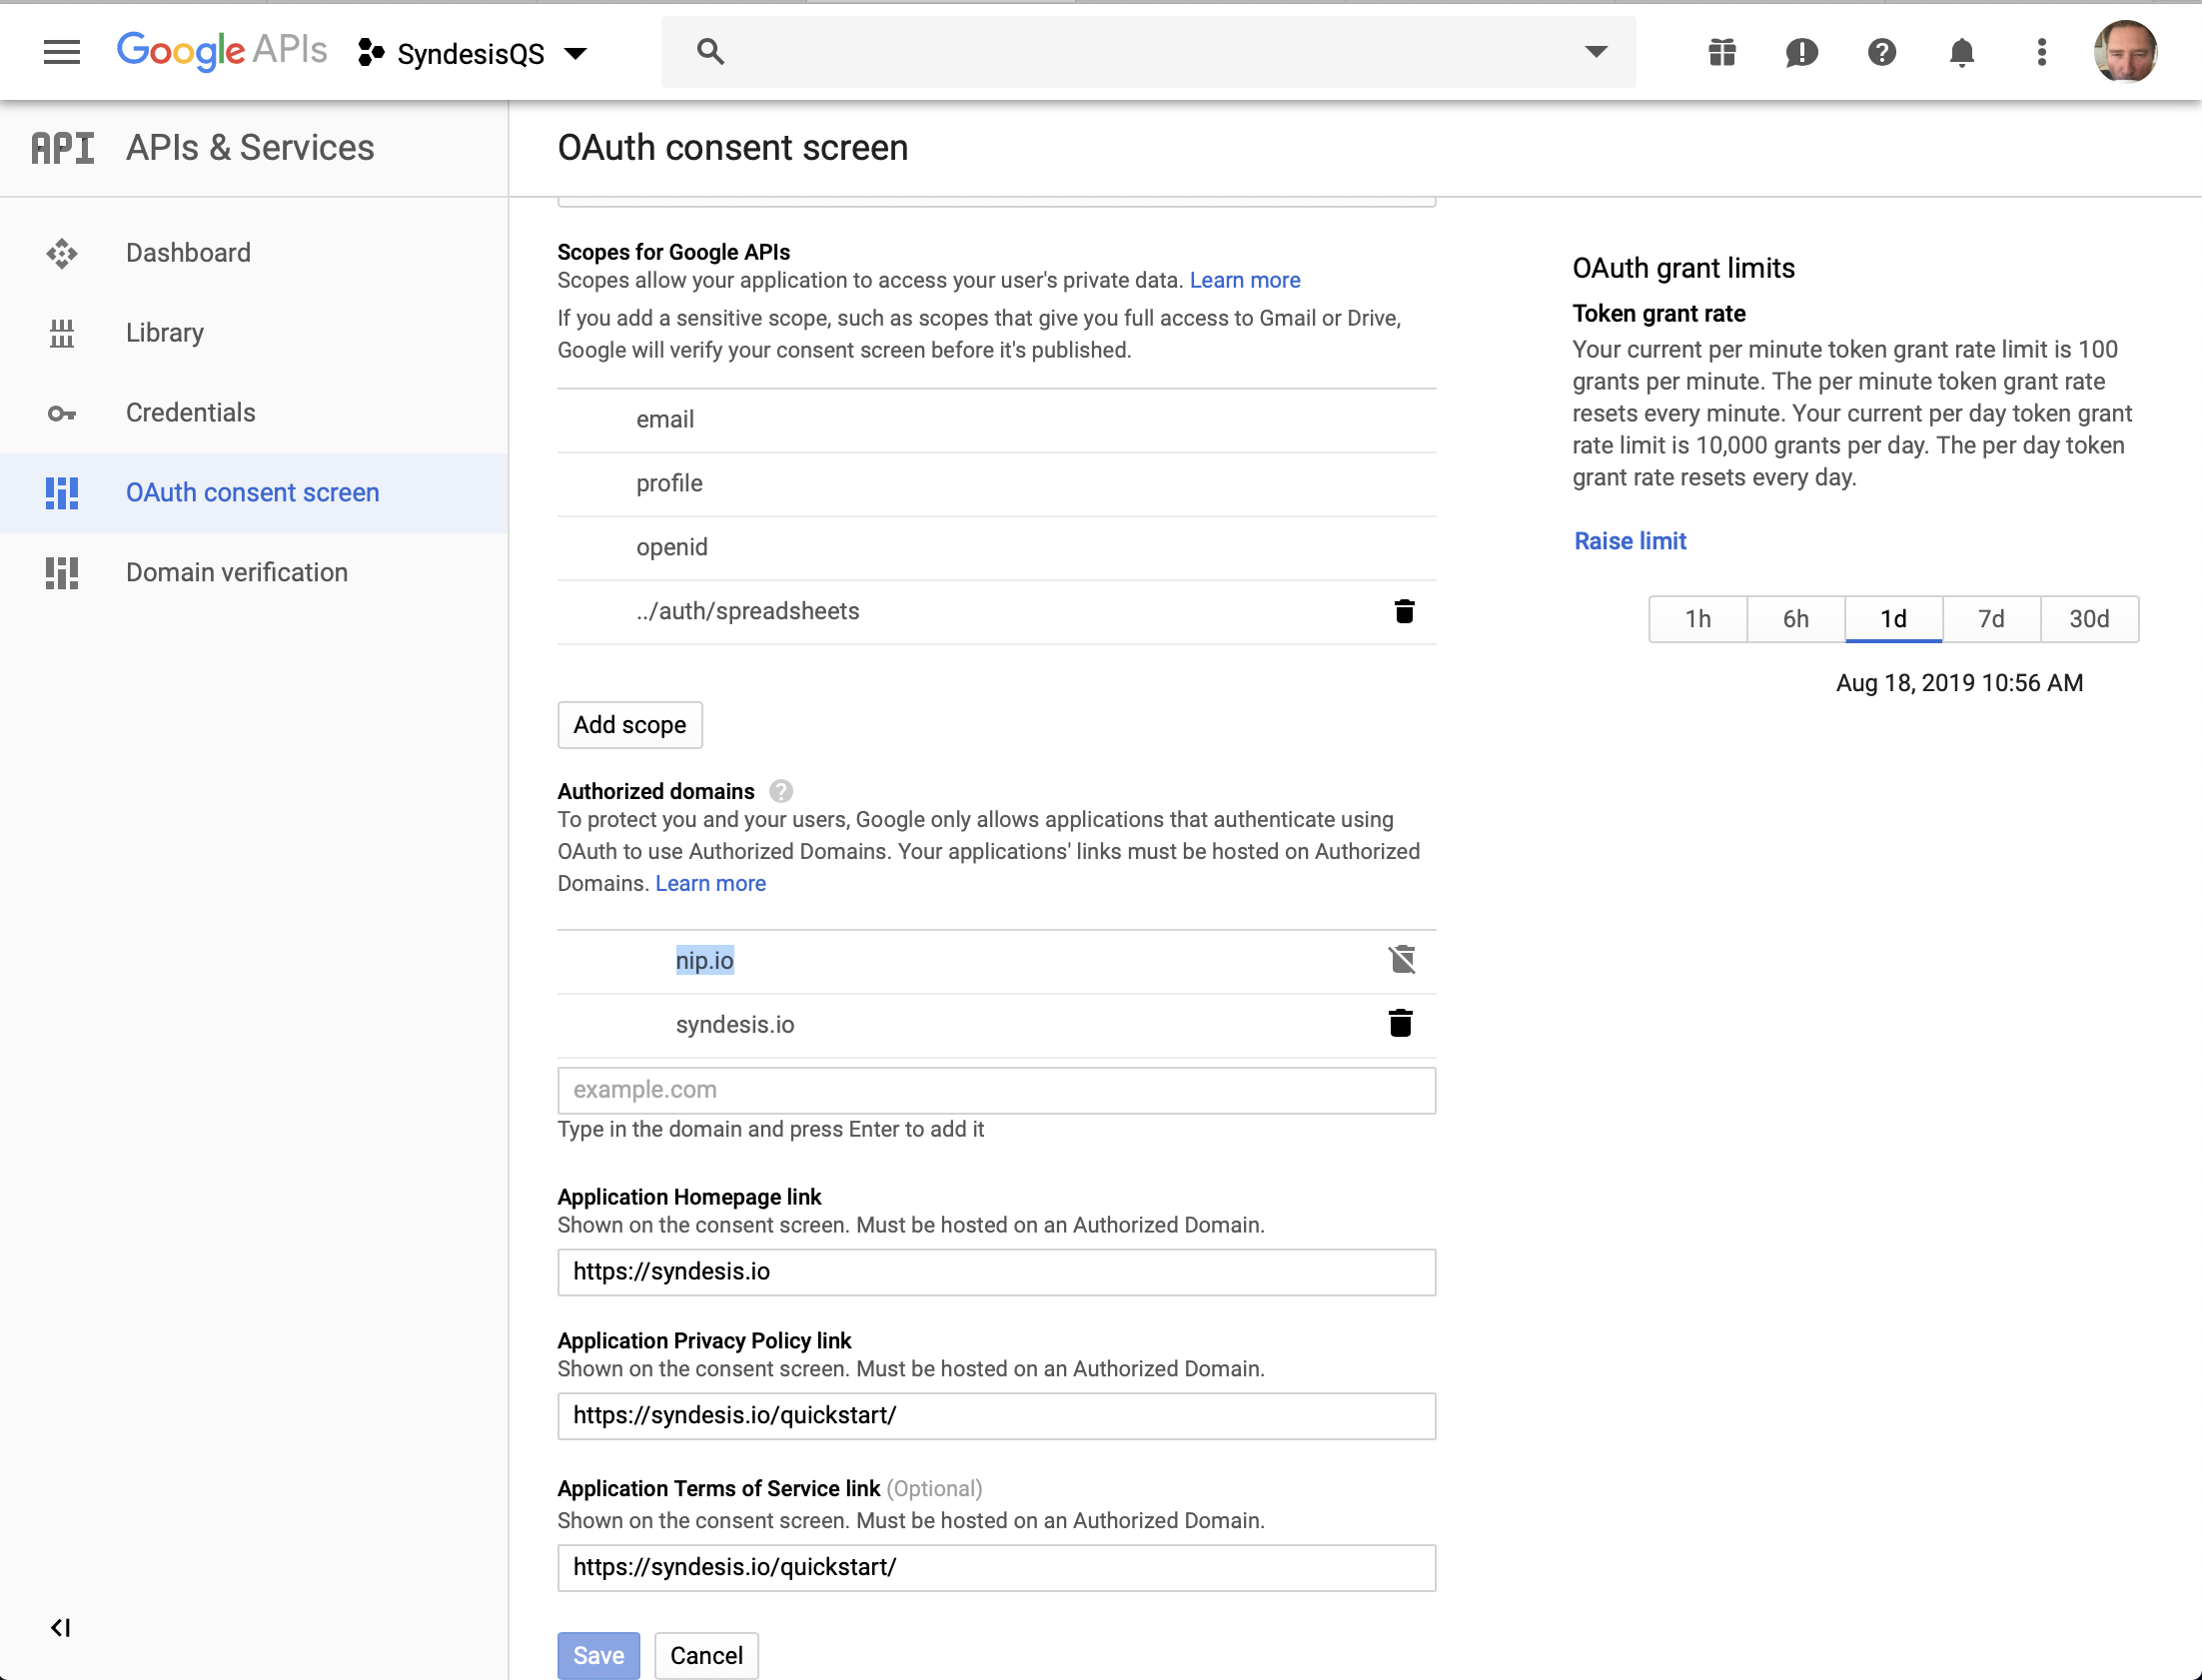 Google APIs
SyndesisQS
API APIs & Services
OAuth consent screen
Dashboard
Library
Credentials
OAuth consent screen
Domain verification
Scopes for Google APIs
Scopes allow your application to access your user's private data. Learn more
If you add a sensitive scope, such as scopes that give you full access to Gmail or Drive,
Google will verify your consent screen before it's published.
email
profile
openid
../auth/spreadsheets
Add scope
Authorized domains
To protect you and your users, Google only allows applications that authenticate using
OAuth to use Authorized Domains. Your applications' links must be hosted on Authorized
Domains. Learn more
nip.io
syndesis.io
example.com
Type in the domain and press Enter to add it
Application Homepage link
Shown on the consent screen. Must be hosted on an Authorized Domain.
https://syndesis.io
Application Privacy Policy link
Shown on the consent screen. Must be hosted on an Authorized Domain.
https://syndesis.io/quickstart/
Application Terms of Service link (Optional)
Shown on the consent screen. Must be hosted on an Authorized Domain.
https://syndesis.io/quickstart/
Save
Cancel
OAuth grant limits
Token grant rate
Your current per minute token grant rate limit is 100
grants per minute. The per minute token grant rate
resets every minute. Your current per day token grant
rate limit is 10,000 grants per day. The per day token
grant rate resets every day.
Raise limit
1h 6h 1d 7d 30d
Aug 18, 2019 10:56 AM